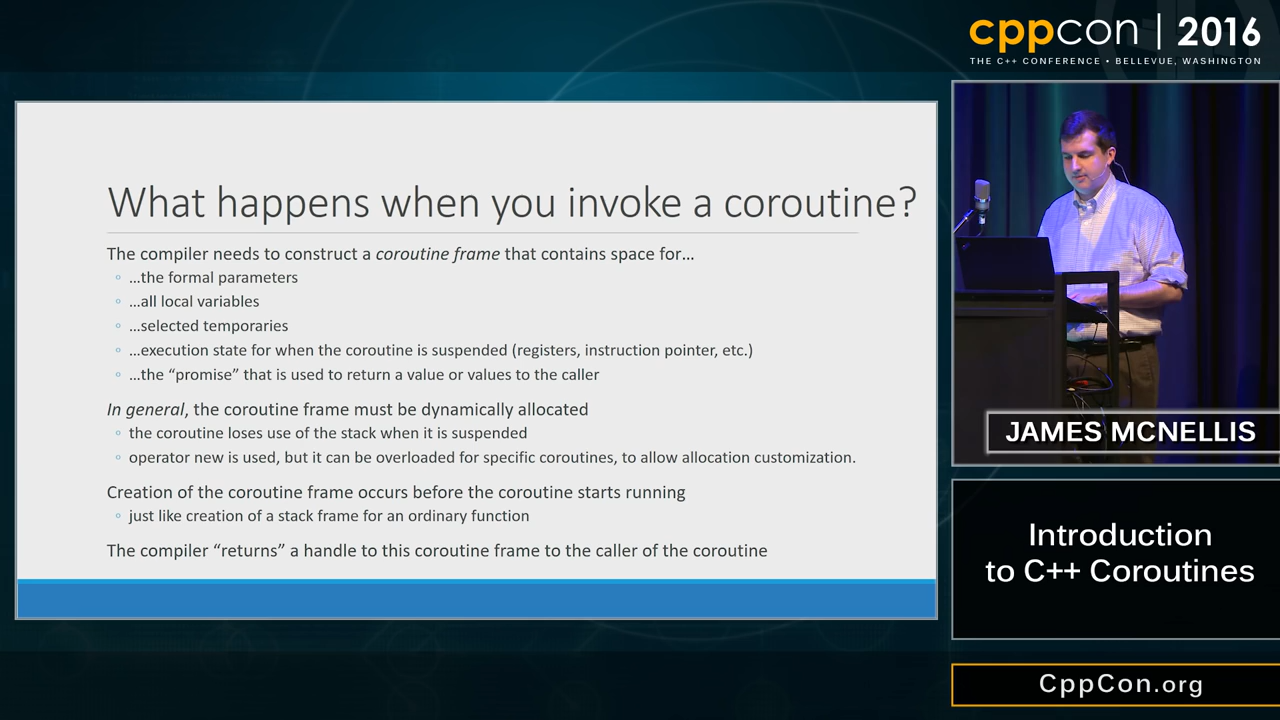 cppcon | 2016
THE C++ CONFERENCE • BELLEVUE, WASHINGTON
What happens when you invoke a coroutine?
The compiler needs to construct a coroutine frame that contains space for…
…the formal parameters
…all local variables
…selected temporaries
…execution state for when the coroutine is suspended (registers, instruction pointer, etc.)
…the “promise” that is used to return a value or values to the caller
In general, the coroutine frame must be dynamically allocated
the coroutine loses use of the stack when it is suspended
operator new is used, but it can be overloaded for specific coroutines, to allow allocation customization.
Creation of the coroutine frame occurs before the coroutine starts running
just like creation of a stack frame for an ordinary function
The compiler “returns” a handle to this coroutine frame to the caller of the coroutine
JAMES MCNELLIS
Introduction
to C++ Coroutines
CppCon.org